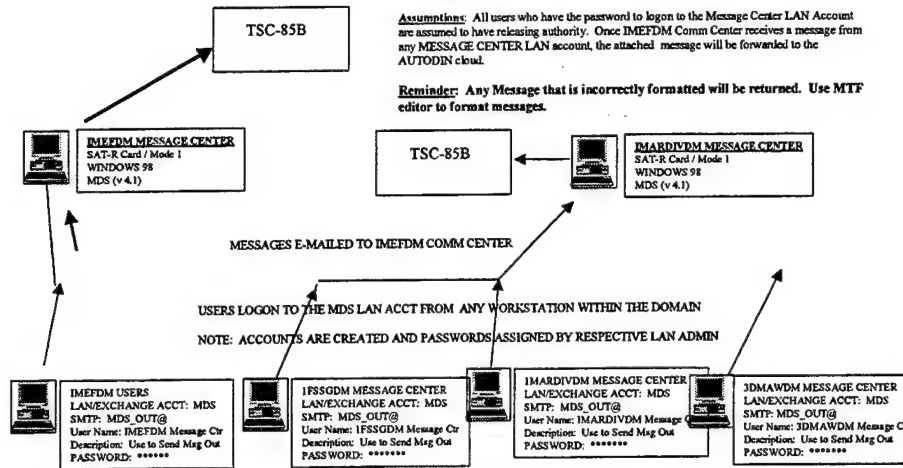 TSC-85B
Assumptions: All users who have the password to logon to the Message Center LAN Account
are assumed to have releasing authority. Once IMEFDM Comm Center receives a message from
any MESSAGE CENTER LAN account, the attached message will be forwarded to the
AUTODIN cloud.
Reminder: Any Message that is incorrectly formatted will be returned. Use MTF
editor to format messages.
IMEFDM MESSAGE CENTER
SAT-R Card / Mode 1
WINDOWS 98
MDS (v 4.1)
TSC-85B
IMARDIVDM MESSAGE CENTER
SAT-R Card / Mode 1
WINDOWS 98
MDS (v 4.1)
MESSAGES E-MAILED TO IMEFDM COMM CENTER
USERS LOGON TO THE MDS LAN ACCT FROM ANY WORKSTATION WITHIN THE DOMAIN
NOTE: ACCOUNTS ARE CREATED AND PASSWORDS ASSIGNED BY RESPECTIVE LAN ADMIN
IMEFDM USERS
LAN/EXCHANGE ACCT: MDS
SMTP: MDS_OUT@
User Name: IMEFDM Message Ctr
Description: Use to Send Msg Out
PASSWORD: ******
1FSSGDM MESSAGE CENTER
LAN/EXCHANGE ACCT: MDS
SMTP: MDS_OUT@
User Name: 1FSSGDM Message Ctr
Description: Use to Send Msg Out
PASSWORD: *******
1MARDIVDM MESSAGE CENTER
LAN/EXCHANGE ACCT: MDS
SMTP: MDS_OUT@
User Name: 1MARDIVDM Message C
Description: Use to Send Msg Out
PASSWORD: *******
3DMAWDM MESSAGE CENTER
LAN/EXCHANGE ACCT: MDS
SMTP: MDS_OUT@
User Name: 3DMAWDM Message C
Description: Use to Send Msg Out
PASSWORD: *******